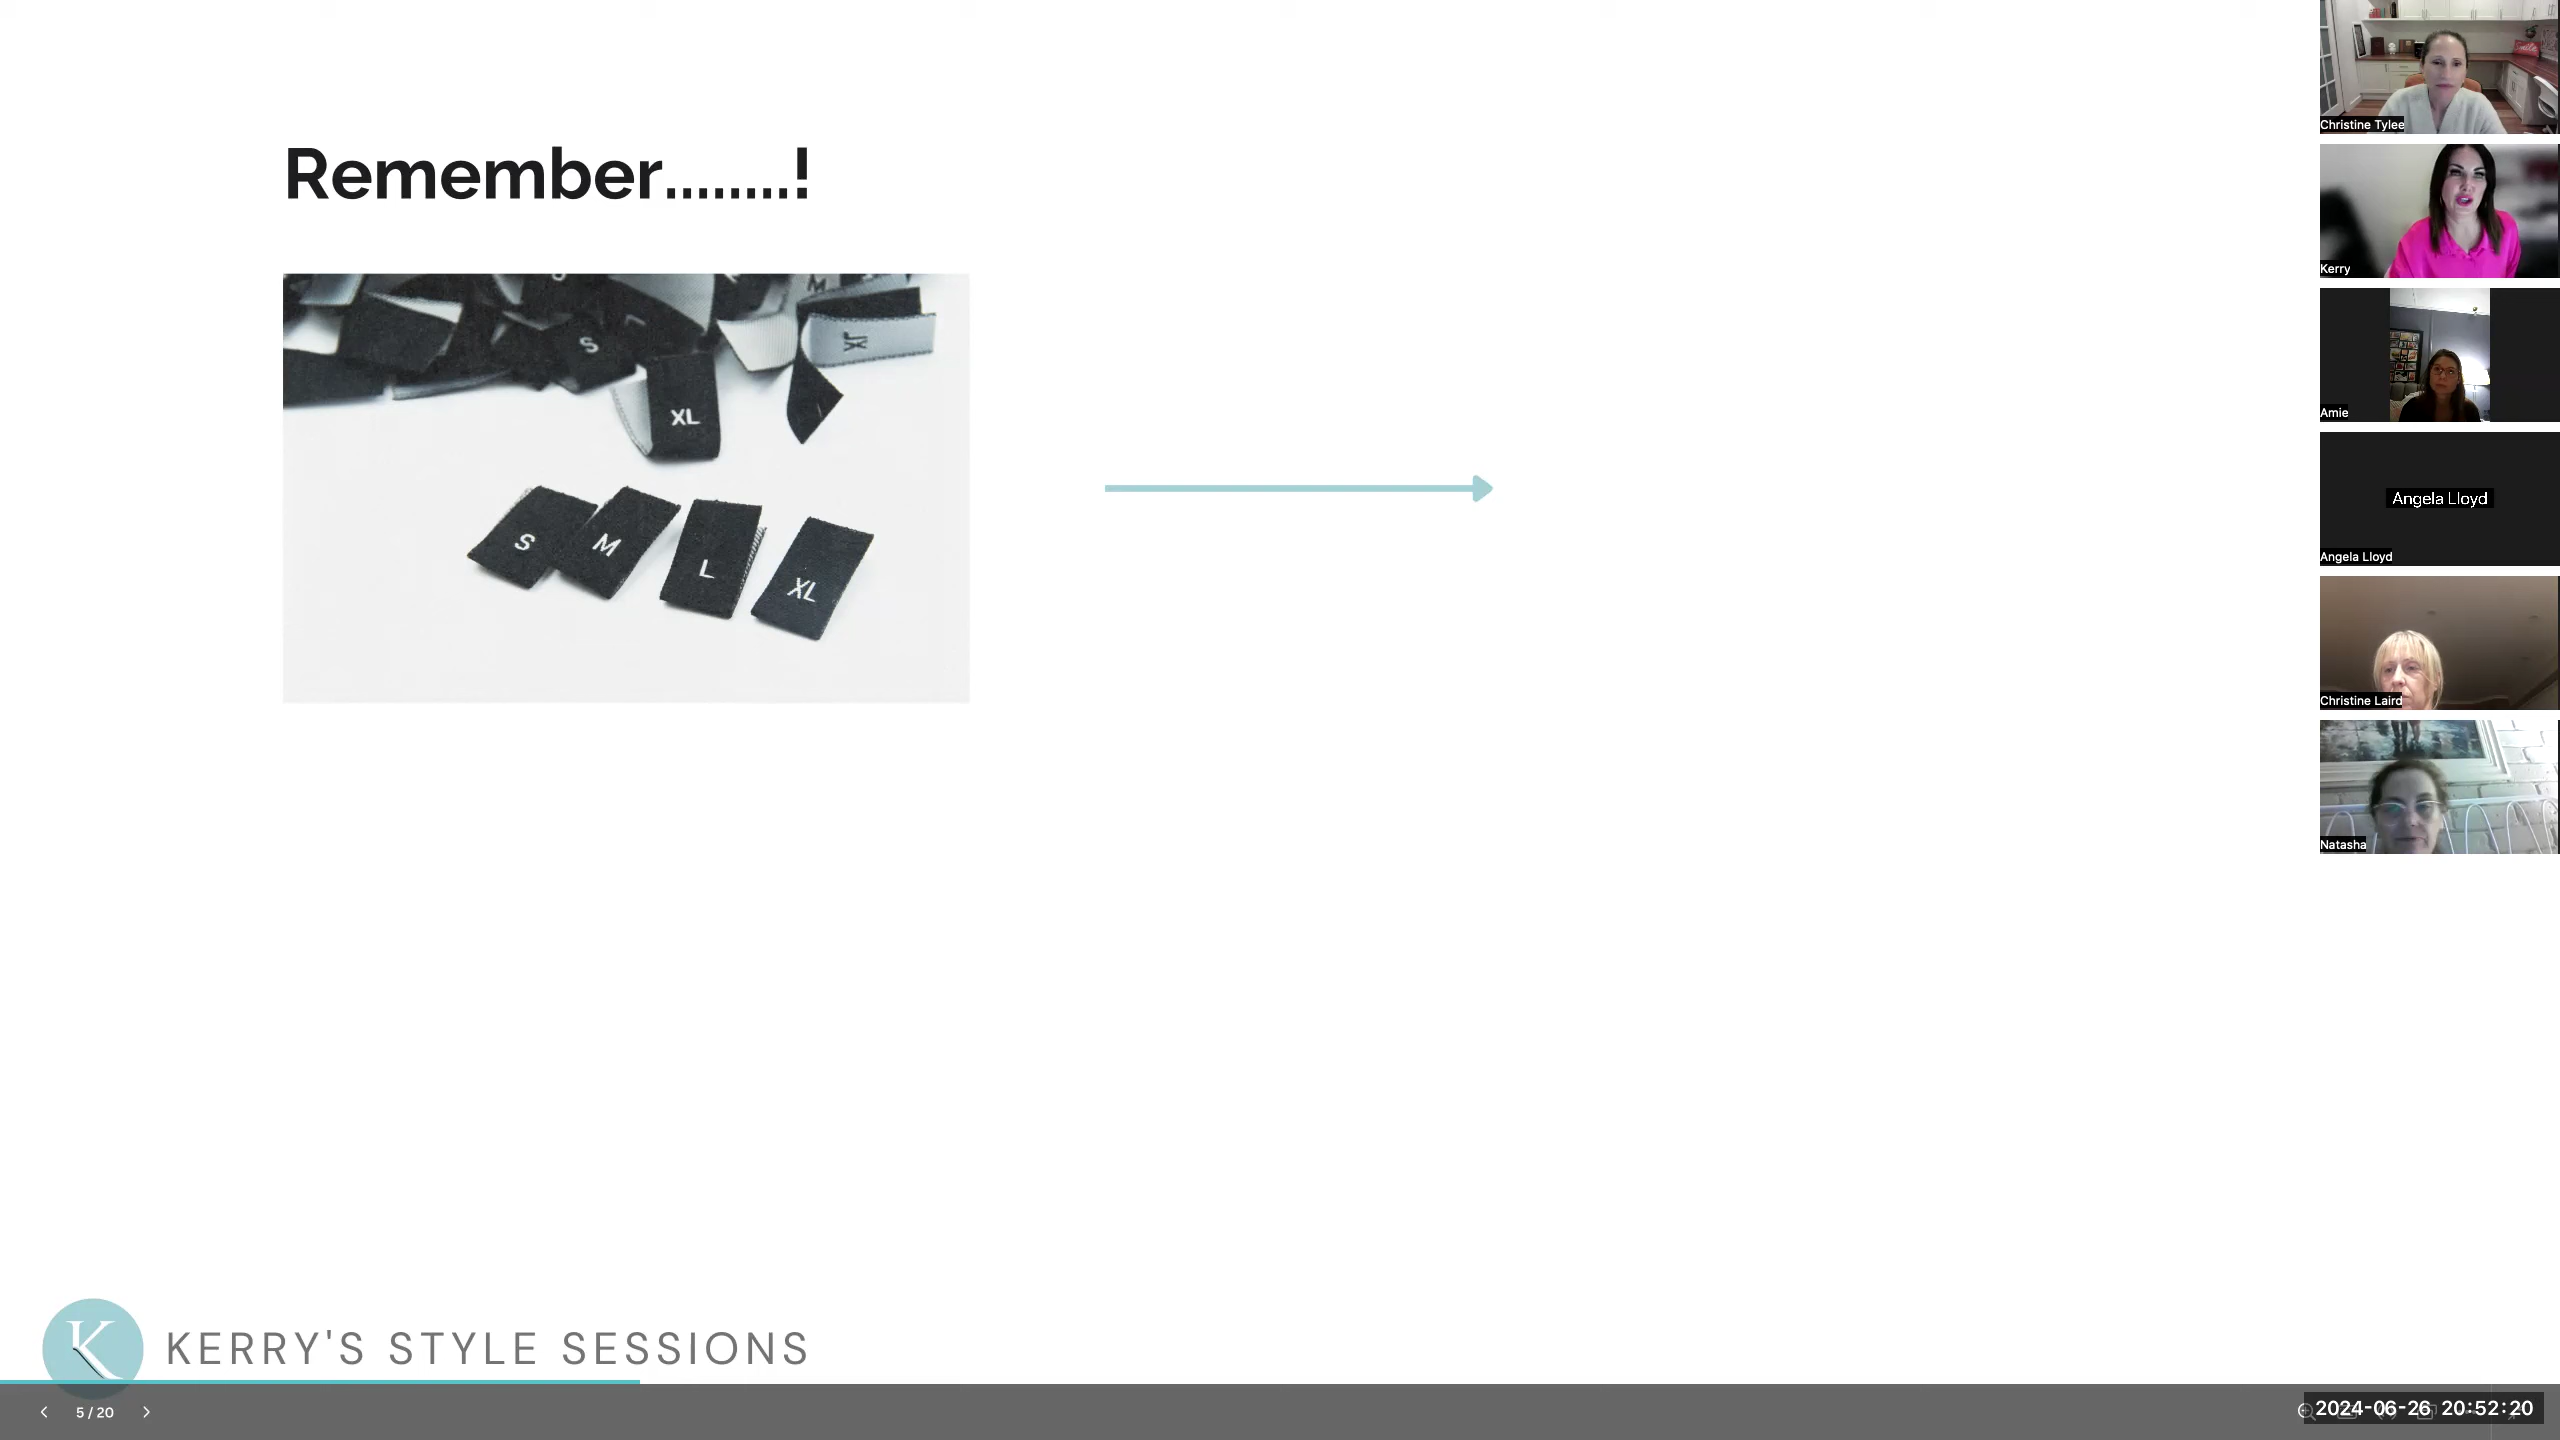 Remember........!
S
M
XL
S
XL
S
M
L
XL
Christine Tylee
Kerry
Amie
Angela Lloyd
Angela Lloyd
Christine Laird
Natasha
K
KERRY'S STYLE SESSIONS
5 / 20
2024-06-26 20:52:20